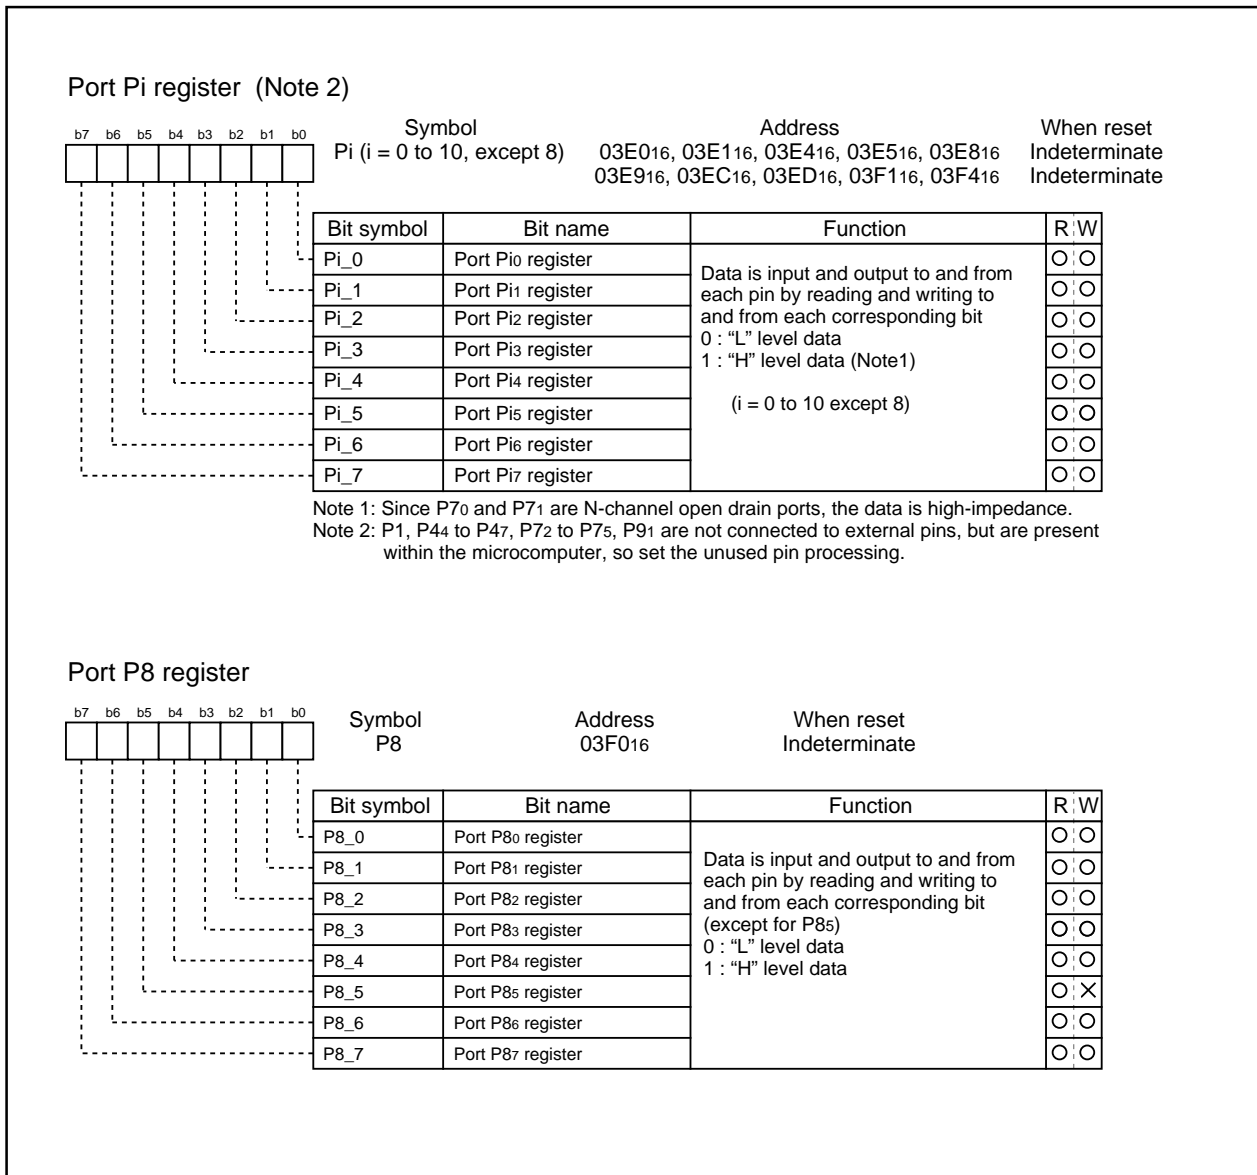 Port Pi register (Note 2)
b7 b6 b5 b4 b3 b2 b1 b0
Symbol Address When reset
Pi (i = 0 to 10, except 8) 03E016, 03E116, 03E416, 03E516, 03E816 Indeterminate
03E916, 03EC16, 03ED16, 03F116, 03F416 Indeterminate
Bit symbol Bit name Function R W
Pi_0 Port Pi0 register
Pi_1 Port Pi1 register
Pi_2 Port Pi2 register
Pi_3 Port Pi3 register
Pi_4 Port Pi4 register
Pi_5 Port Pi5 register
Pi_6 Port Pi6 register
Pi_7 Port Pi7 register
Data is input and output to and from
each pin by reading and writing to
and from each corresponding bit
0 : “L” level data
1 : “H” level data (Note1)
(i = 0 to 10 except 8)
Note 1: Since P70 and P71 are N-channel open drain ports, the data is high-impedance.
Note 2: P1, P44 to P47, P72 to P75, P91 are not connected to external pins, but are present
within the microcomputer, so set the unused pin processing.
Port P8 register
b7 b6 b5 b4 b3 b2 b1 b0
Symbol Address When reset
P8 03F016 Indeterminate
Bit symbol Bit name Function R W
P8_0 Port P80 register
P8_1 Port P81 register
P8_2 Port P82 register
P8_3 Port P83 register
P8_4 Port P84 register
P8_5 Port P85 register
P8_6 Port P86 register
P8_7 Port P87 register
Data is input and output to and from
each pin by reading and writing to
and from each corresponding bit
(except for P85)
0 : “L” level data
1 : “H” level data